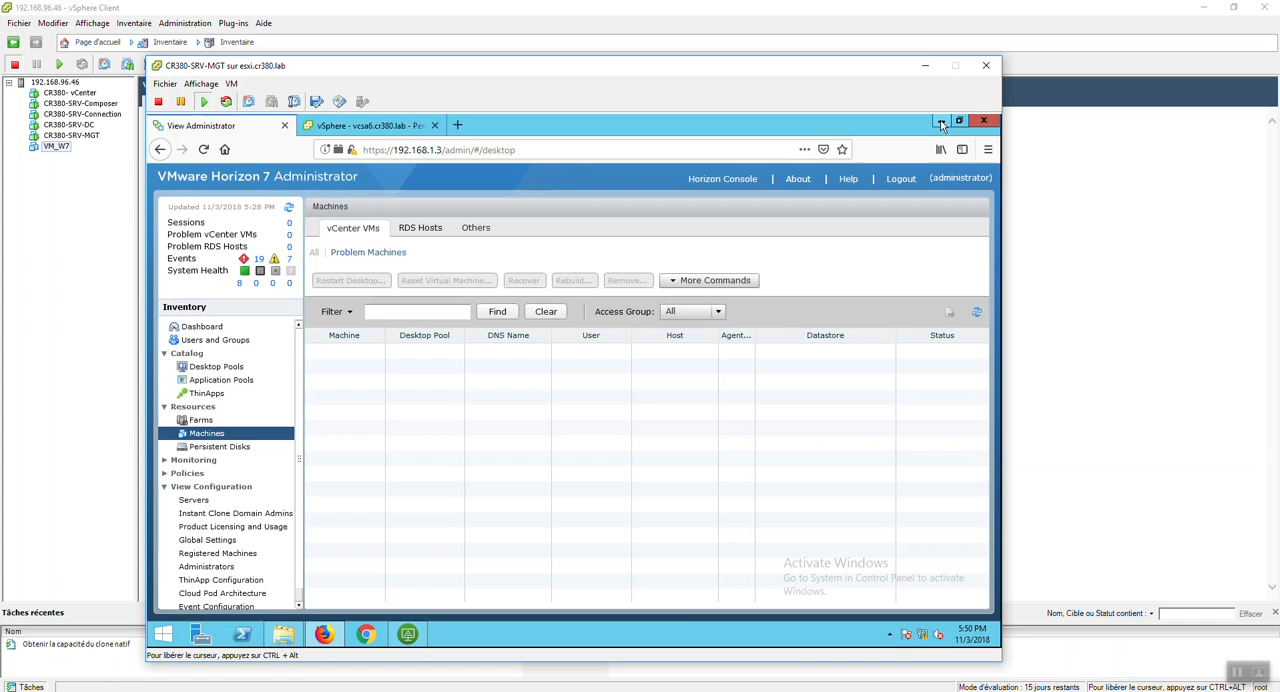 192.168.96.46 - vSphere Client
Fichier Modifier Affichage Inventaire Administration Plug-ins Aide
Page d'accueil Inventaire Inventaire
192.168.96.46
CR380- vCenter
CR380-SRV-Composer
CR380-SRV-Connection
CR380-SRV-DC
CR380-SRV-MGT
VM_W7
CR380-SRV-MGT sur esxi.cr380.lab
Fichier Affichage VM
View Administrator
vSphere - vcsa6.cr380.lab - Per
https://192.168.1.3/admin/#/desktop
VMware Horizon 7 Administrator
Horizon Console | About | Help | Logout (administrator)
Updated 11/3/2018 5:28 PM
Sessions 0
Problem vCenter VMs 0
Problem RDS Hosts 0
Events 19 7
System Health
8 0 0 0
Inventory
Dashboard
Users and Groups
Catalog
Desktop Pools
Application Pools
ThinApps
Resources
Farms
Machines
Persistent Disks
Monitoring
Policies
View Configuration
Servers
Instant Clone Domain Admins
Product Licensing and Usage
Global Settings
Registered Machines
Administrators
ThinApp Configuration
Cloud Pod Architecture
Event Configuration
Machines
vCenter VMs RDS Hosts Others
All | Problem Machines
Restart Desktop... Reset Virtual Machine... Recover Rebuild... Remove... More Commands
Filter Find Clear Access Group: All
Machine Desktop Pool DNS Name User Host Agent... Datastore Status
Activate Windows
Go to System in Control Panel to activate
Windows.
5:50 PM
11/3/2018
Pour libérer le curseur, appuyez sur CTRL + Alt
Tâches récentes
Nom, Cible ou Statut contient : Effacer
Nom
Obtenir la capacité du clone natif
Tâches
Mode d'évaluation : 15 jours restants Pour libérer le curseur, appuyez sur CTRL+ALT root